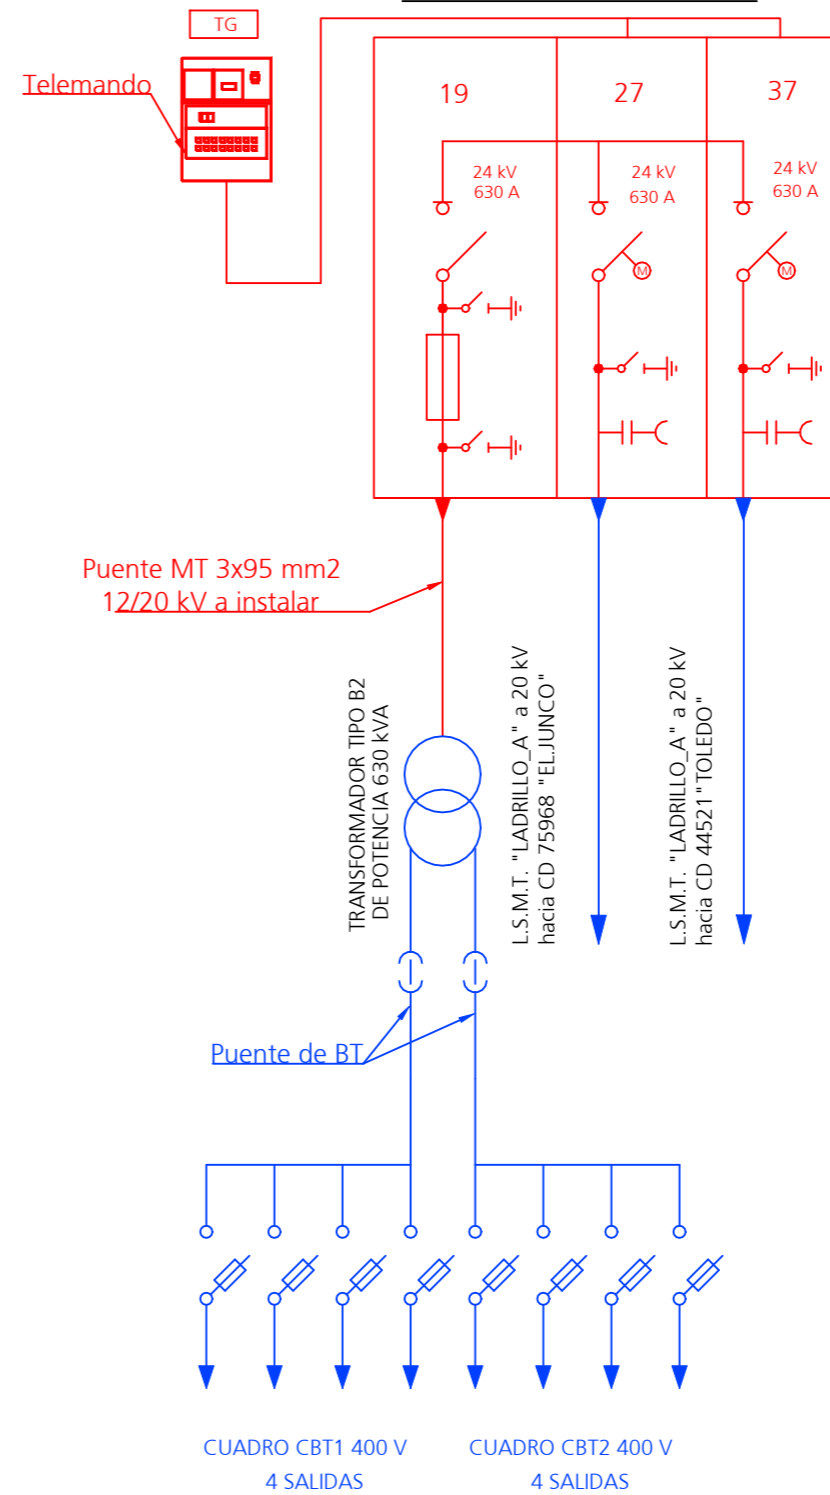 TG
Telemando
19
27
37
24 kV
630 A
24 kV
630 A
24 kV
630 A
M
M
Puente MT 3x95 mm2
12/20 kV a instalar
TRANSFORMADOR TIPO B2
DE POTENCIA 630 kVA
L.S.M.T. "LADRILLO_A" a 20 kV
hacia CD 75968 "EL JUNCO"
L.S.M.T. "LADRILLO_A" a 20 kV
hacia CD 44521"TOLEDO"
Puente de BT
CUADRO CBT1 400 V
4 SALIDAS
CUADRO CBT2 400 V
4 SALIDAS